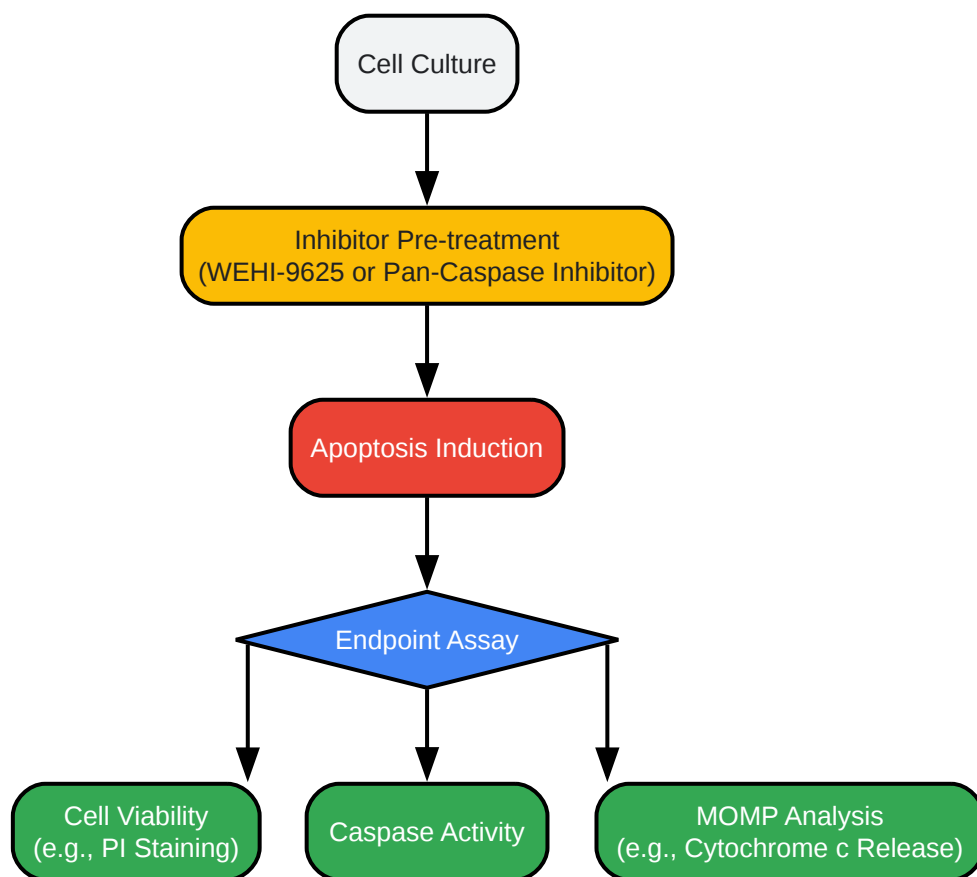 Cell Culture
Inhibitor Pre-treatment
(WEHI-9625 or Pan-Caspase Inhibitor)
Apoptosis Induction
Endpoint Assay
Cell Viability
(e.g., PI Staining)
Caspase Activity
MOMP Analysis
(e.g., Cytochrome c Release)